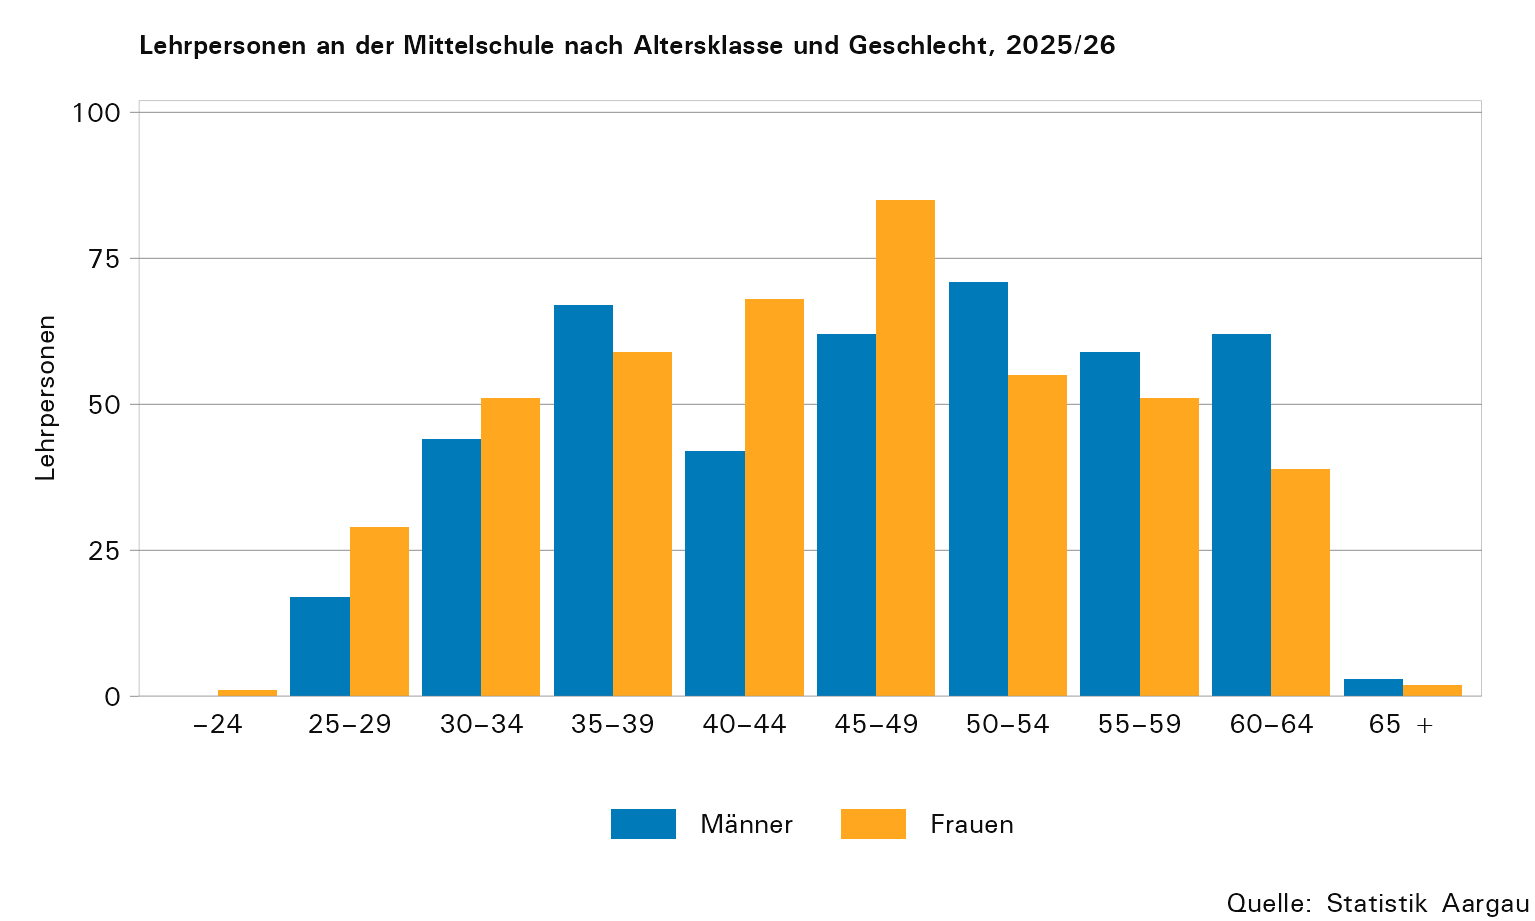 Lehrpersonen an der Mittelschule nach Altersklasse und Geschlecht, 2025/26
100
75
50
25
0
Lehrpersonen
–24 25–29 30–34 35–39 40–44 45–49 50–54 55–59 60–64 65 +
Männer Frauen
Quelle: Statistik Aargau